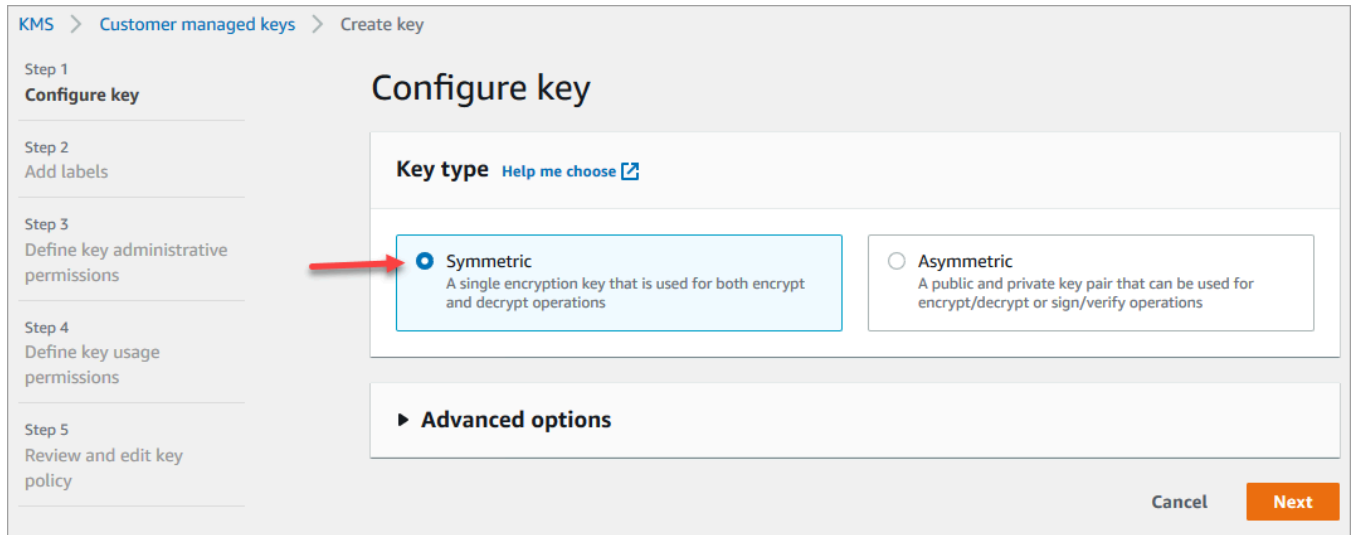 KMS > Customer managed keys > Create key
Step 1
Configure key
Step 2
Add labels
Step 3
Define key administrative
permissions
Step 4
Define key usage
permissions
Step 5
Review and edit key
policy
Configure key
Key type Help me choose
Symmetric
A single encryption key that is used for both encrypt
and decrypt operations
Asymmetric
A public and private key pair that can be used for
encrypt/decrypt or sign/verify operations
Advanced options
Cancel Next